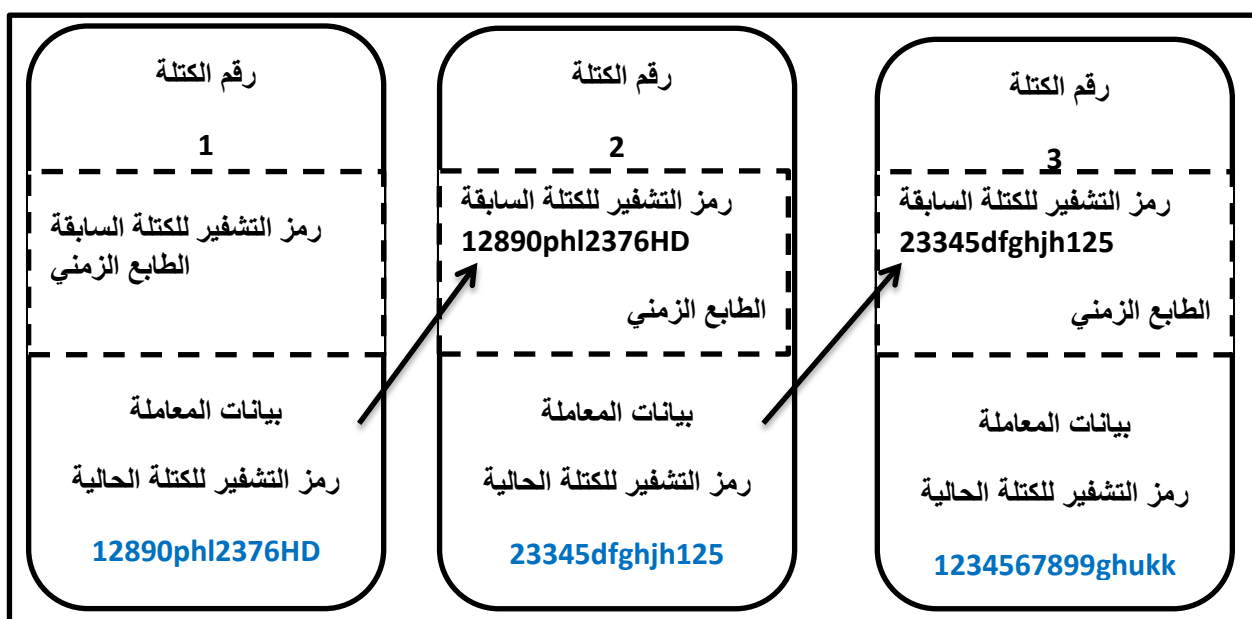 رقم الكتلة
1
رمز التشفير للكتلة السابقة
الطابع الزمني
بيانات المعاملة
رمز التشفير للكتلة الحالية
12890phl2376HD
رقم الكتلة
2
رمز التشفير للكتلة السابقة
12890phl2376HD
الطابع الزمني
بيانات المعاملة
رمز التشفير للكتلة الحالية
23345dfghjh125
رقم الكتلة
3
رمز التشفير للكتلة السابقة
23345dfghjh125
الطابع الزمني
بيانات المعاملة
رمز التشفير للكتلة الحالية
1234567899ghukk